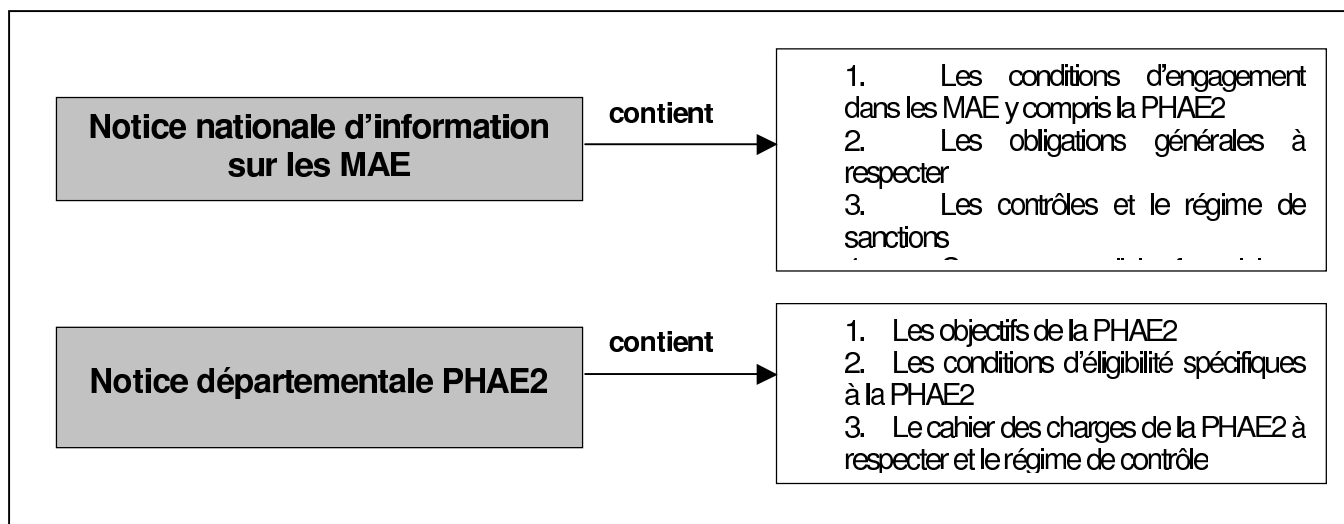 Notice nationale d’information
sur les MAE
contient
1. Les conditions d’engagement
dans les MAE y compris la PHAE2
2. Les obligations générales à
respecter
3. Les contrôles et le régime de
sanctions
Notice départementale PHAE2
contient
1. Les objectifs de la PHAE2
2. Les conditions d’éligibilité spécifiques
à la PHAE2
3. Le cahier des charges de la PHAE2 à
respecter et le régime de contrôle